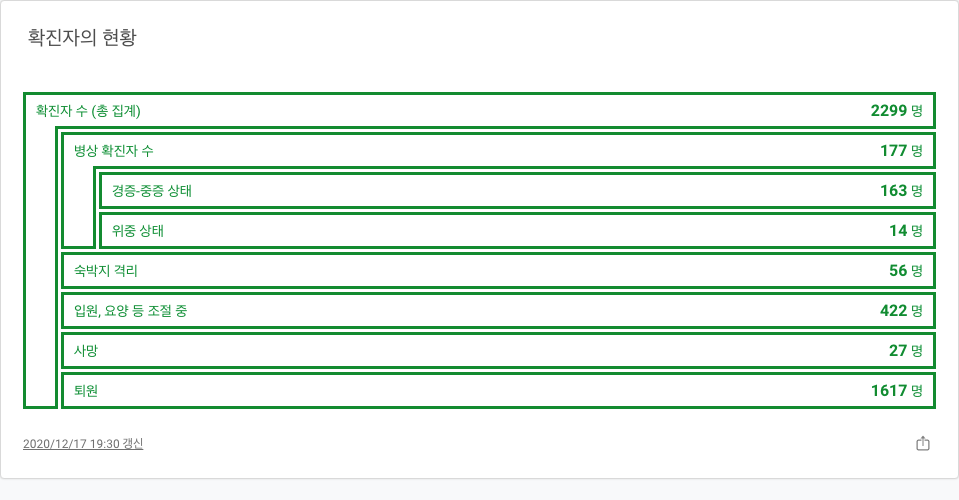 확진자의 현황
확진자 수 (총 집계) 2299 명
병상 확진자 수 177 명
경증-중증 상태 163 명
위중 상태 14 명
숙박지 격리 56 명
입원, 요양 등 조절 중 422 명
사망 27 명
퇴원 1617 명
2020/12/17 19:30 갱신